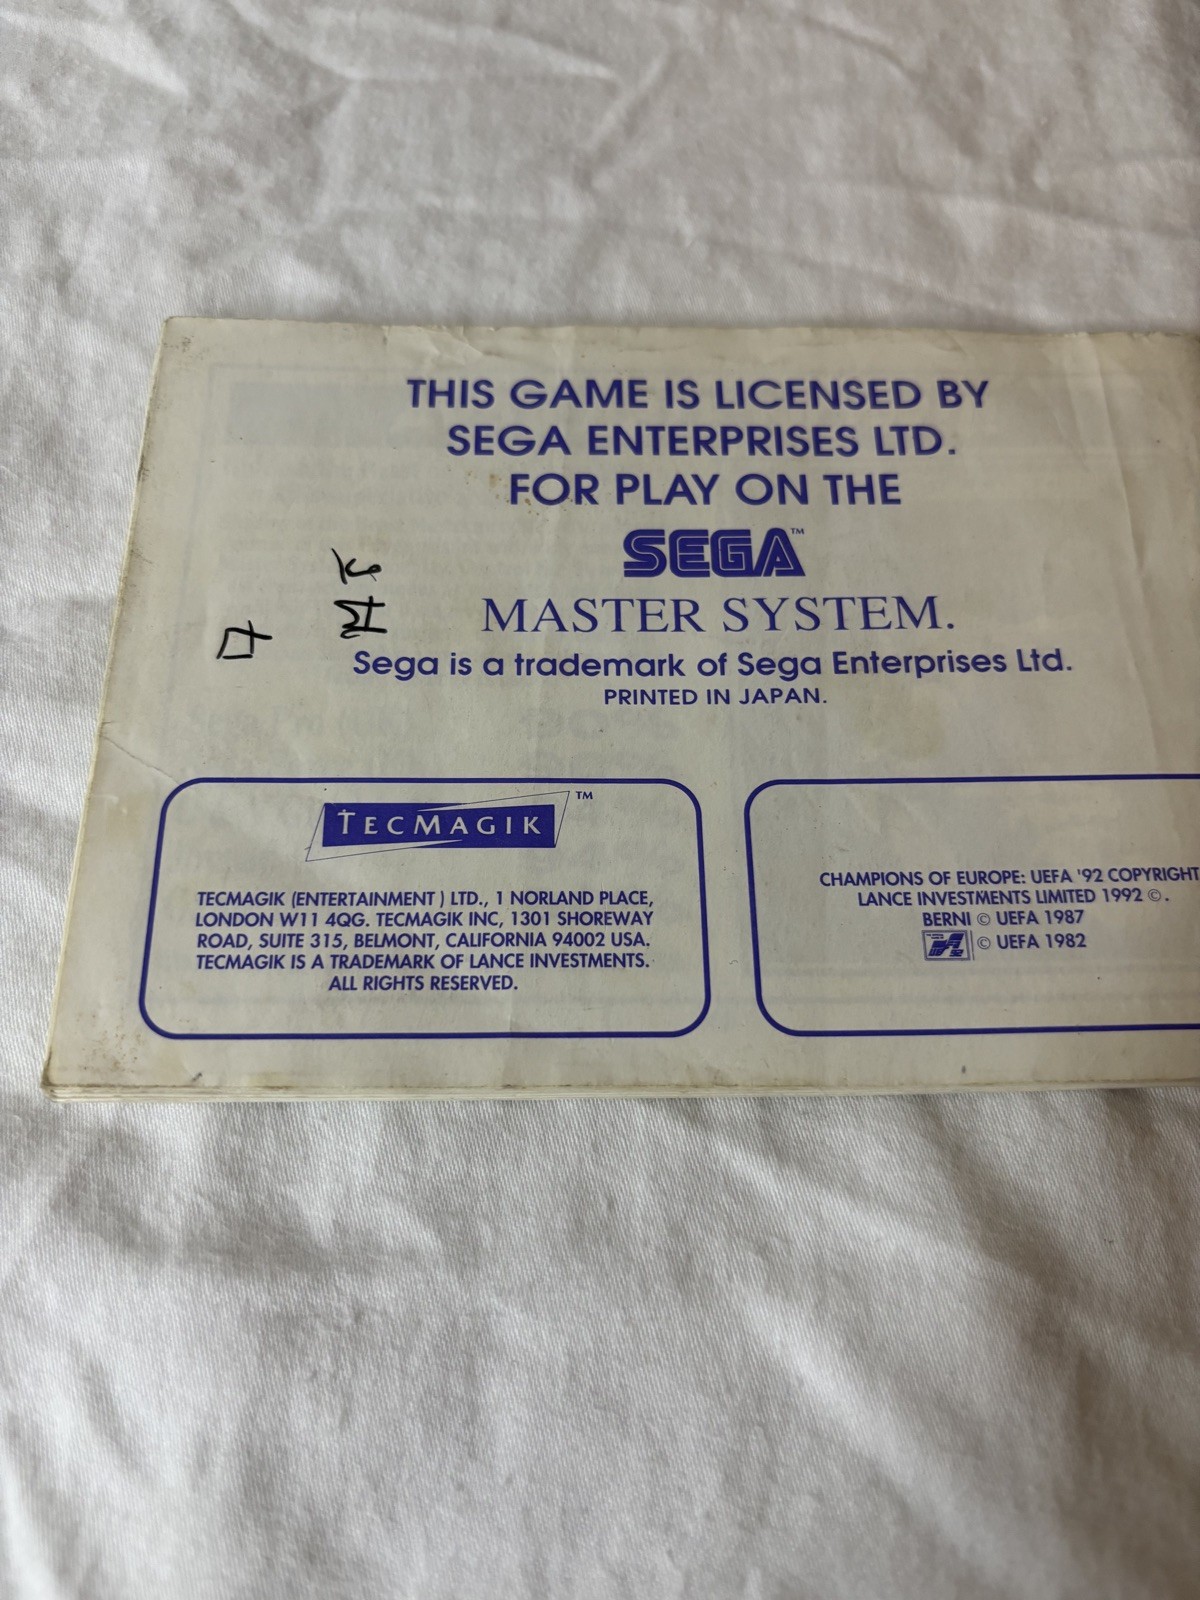 THIS GAME IS LICENSED BY
SEGA ENTERPRISES LTD.
FOR PLAY ON THE
SEGA™
MASTER SYSTEM.
Sega is a trademark of Sega Enterprises Ltd.
PRINTED IN JAPAN.
TECMAGIK™
TECMAGIK (ENTERTAINMENT ) LTD., 1 NORLAND PLACE,
LONDON W11 4QG. TECMAGIK INC, 1301 SHOREWAY
ROAD, SUITE 315, BELMONT, CALIFORNIA 94002 USA.
TECMAGIK IS A TRADEMARK OF LANCE INVESTMENTS.
ALL RIGHTS RESERVED.
CHAMPIONS OF EUROPE: UEFA '92 COPYRIGHT
LANCE INVESTMENTS LIMITED 1992 ©.
BERNI © UEFA 1987
© UEFA 1982